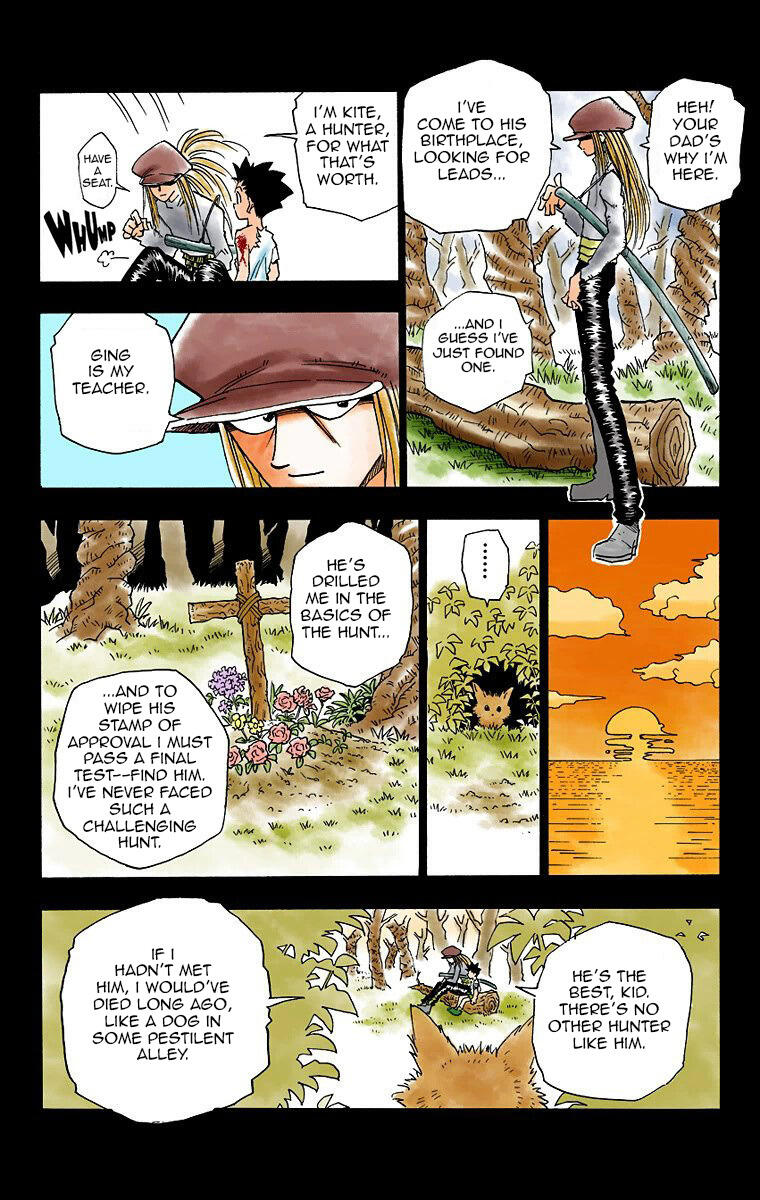 HEH!
YOUR
DAD'S
WHY I'M
HERE.
I'VE
COME TO HIS
BIRTHPLACE,
LOOKING FOR
LEADS...
...AND I
GUESS I'VE
JUST FOUND
ONE.
I'M KITE,
A HUNTER,
FOR WHAT
THAT'S
WORTH.
HAVE
A
SEAT.
WHUMP
GING
IS MY
TEACHER.
......
HE'S
DRILLED
ME IN THE
BASICS OF
THE HUNT...
...AND TO
WIPE HIS
STAMP OF
APPROVAL I MUST
PASS A FINAL
TEST--FIND HIM.
I'VE NEVER FACED
SUCH A
CHALLENGING
HUNT.
HE'S THE
BEST, KID.
THERE'S NO
OTHER HUNTER
LIKE HIM.
IF I
HADN'T MET
HIM, I WOULD'VE
DIED LONG AGO,
LIKE A DOG IN
SOME PESTILENT
ALLEY.